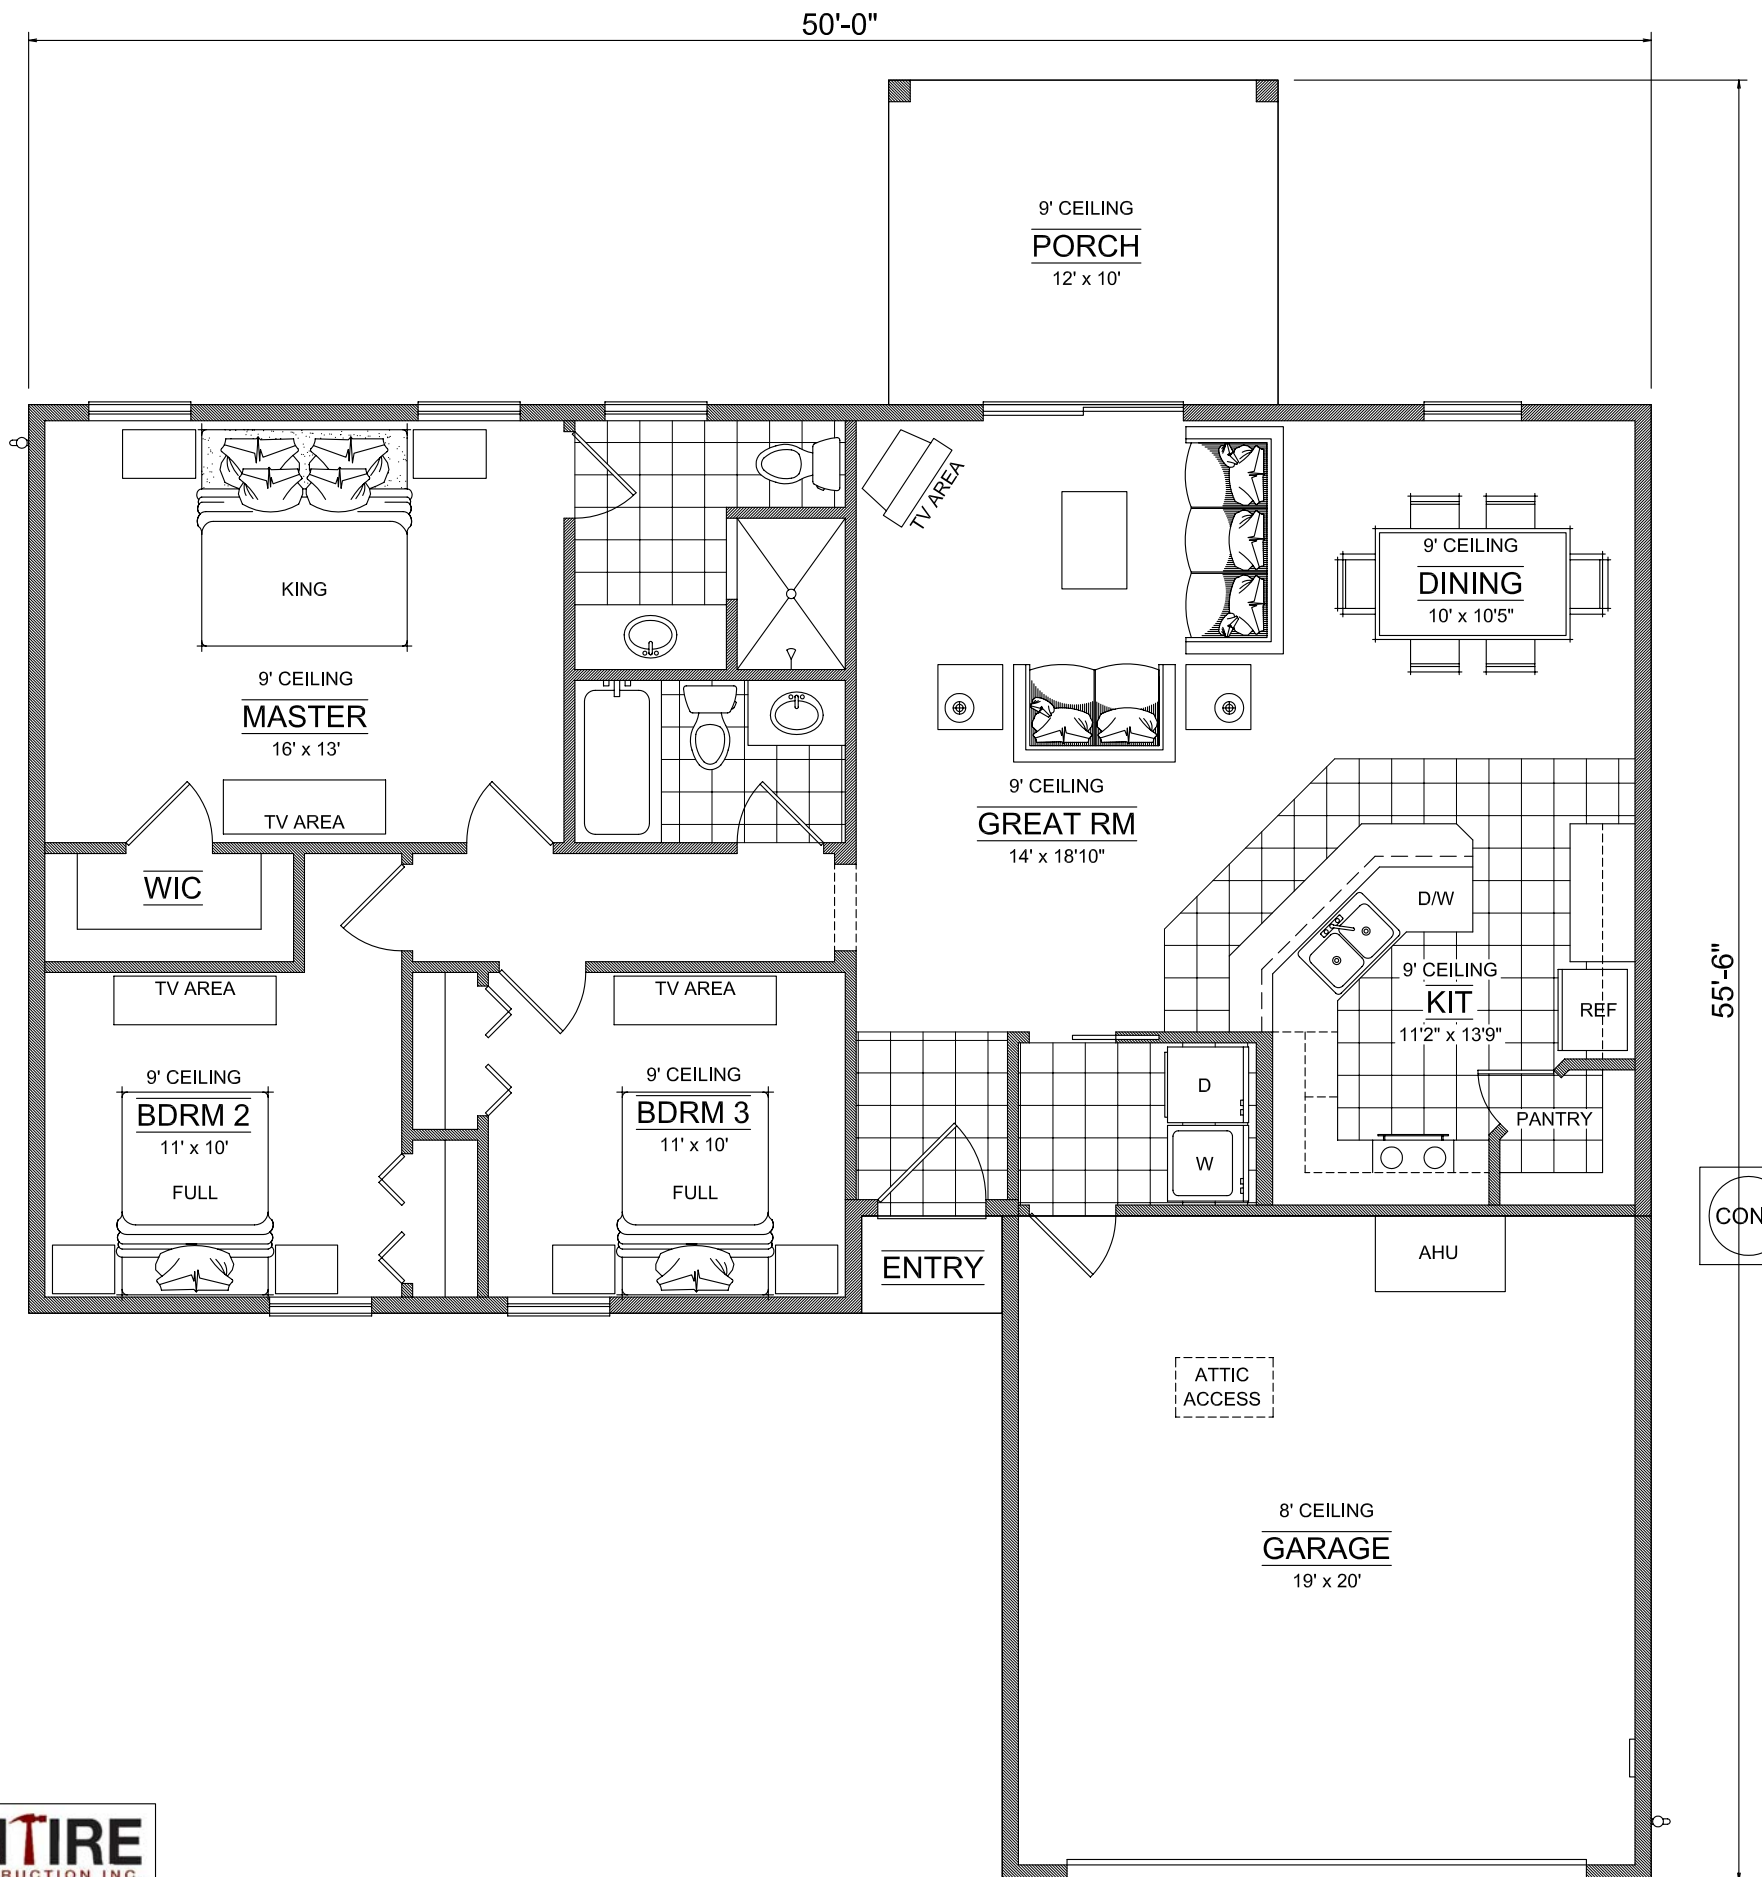 50'-0"
9' CEILING
PORCH
12' x 10'
TV AREA
KING
9' CEILING
DINING
10' x 10'5"
9' CEILING
MASTER
16' x 13'
TV AREA
9' CEILING
GREAT RM
14' x 18'10"
WIC
D/W
9' CEILING
KIT
11'2" x 13'9"
REF
55'-6"
TV AREA
9' CEILING
BDRM 2
11' x 10'
FULL
TV AREA
9' CEILING
BDRM 3
11' x 10'
FULL
D
W
PANTRY
CON
ENTRY
AHU
ATTIC
ACCESS
8' CEILING
GARAGE
19' x 20'
TIRE
RUCTION INC